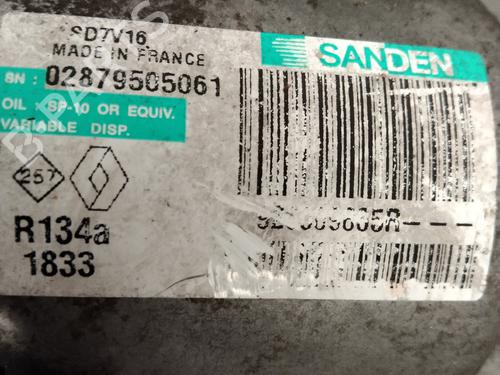 SD7V16
MADE IN FRANCE
SANDEN
SN : 02879505061
OIL : SP-10 OR EQUIV.
VARIABLE DISP.
257
R134a
1833